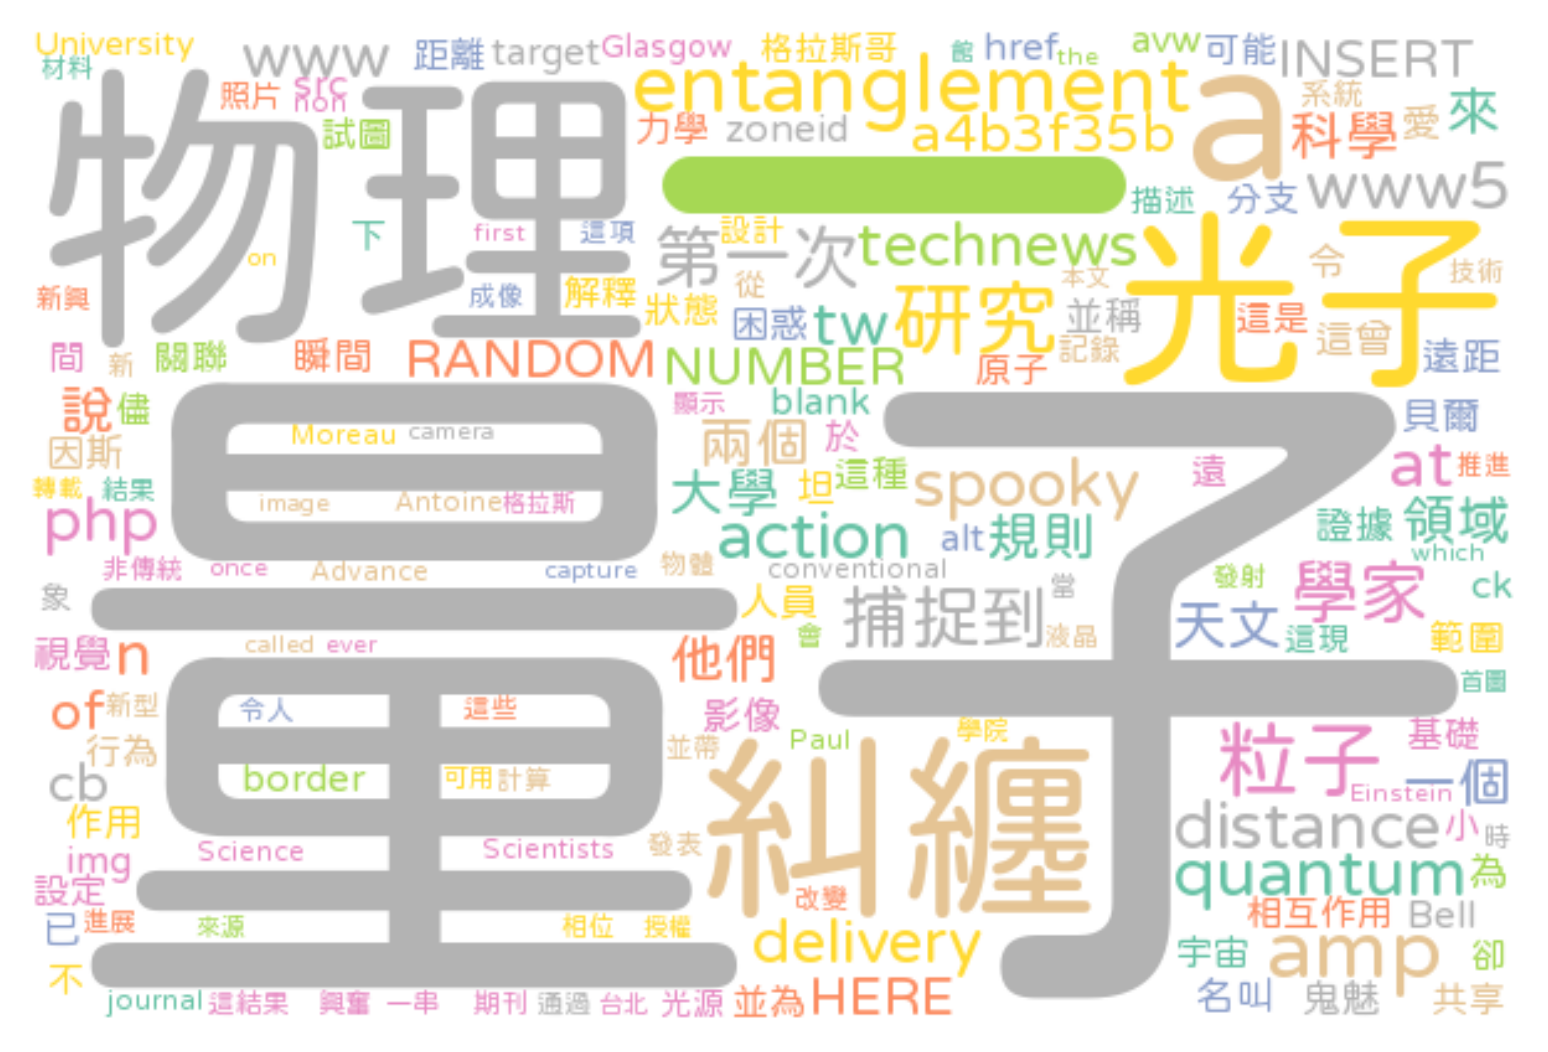 University www 距離 target Glasgow 格拉斯哥 館 href the avw 可能 INSERT
材料 照片 src non 試圖 entanglement a 系統 愛 來
物理 力學 zoneid a4b3f35b 科學
一 描述 分支 www5
on 下 first 這項 第一次 設計 technews 光子 令 技術
新興 成像 解釋 狀態 從 困惑 tw 研究 本文 並稱 這是 這曾
間 新 關聯 瞬間 RANDOM NUMBER 記錄 原子 遠距
說 儘 量子 顯示 blank 貝爾
因斯 Moreau camera 兩個 於 at 推進
轉載 結果 image Antoine 格拉斯 大學 坦 這種 spooky 遠
php action alt 規則 證據 領域
非傳統 once Advance capture 物體 conventional which
象 人員 捕捉到 當 發射 學家 ck
視覺 n called ever 他們 會 液晶 天文 這現 範圍
of 新型 令人 這些 影像 首圖
行為 並帶 Paul 學院 粒子 基礎
cb border 可用 計算 糾纏 Einstein 一個
作用 distance 小 時
img Science Scientists 發表 quantum 為
設定 改變
已 進展 來源 相位 授權 delivery 相互作用 Bell
不 宇宙 amp 卻
journal 這結果 興奮 一串 期刊 通過 台北 光源 並為 HERE 名叫 鬼魅 共享